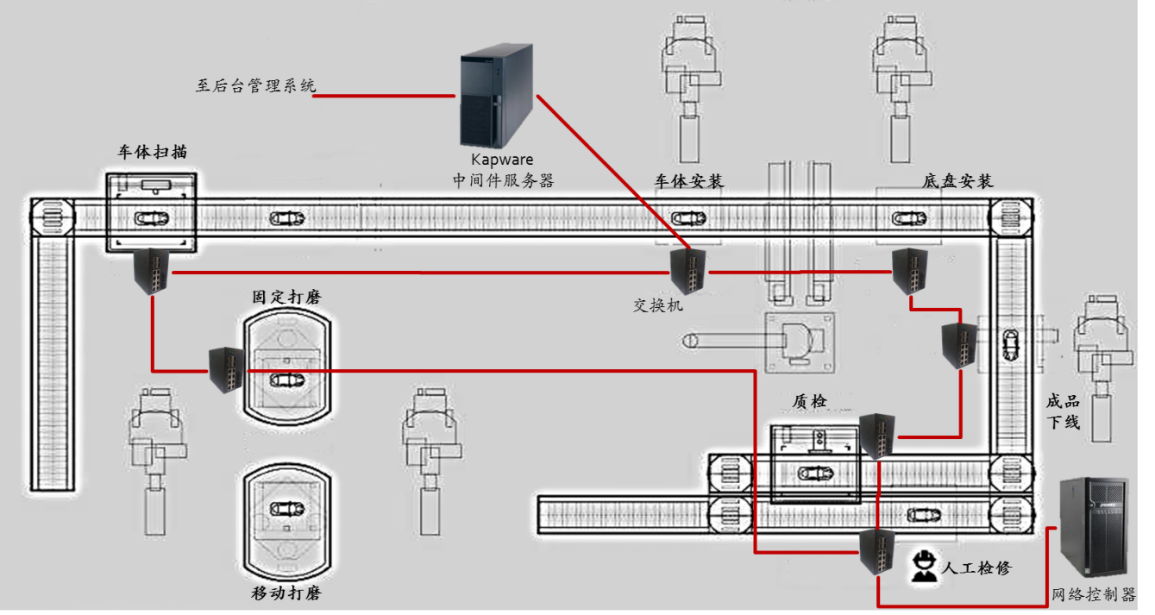 至后台管理系统
Kapware
中间件服务器
车体扫描
车体安装
底盘安装
交换机
固定打磨
质检
成品
下线
移动打磨
人工检修
网络控制器